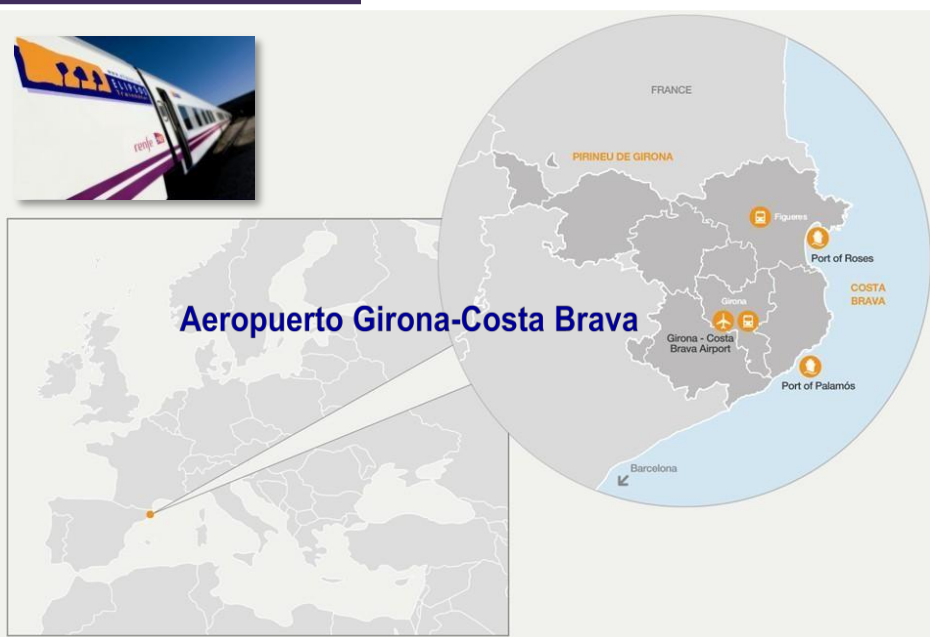 ELIPSOS
renfe
FRANCE
PIRINEU DE GIRONA
Figueres
Port of Roses
COSTA
BRAVA
Girona
Aeropuerto Girona-Costa Brava
Girona - Costa
Brava Airport
Port of Palamós
Barcelona